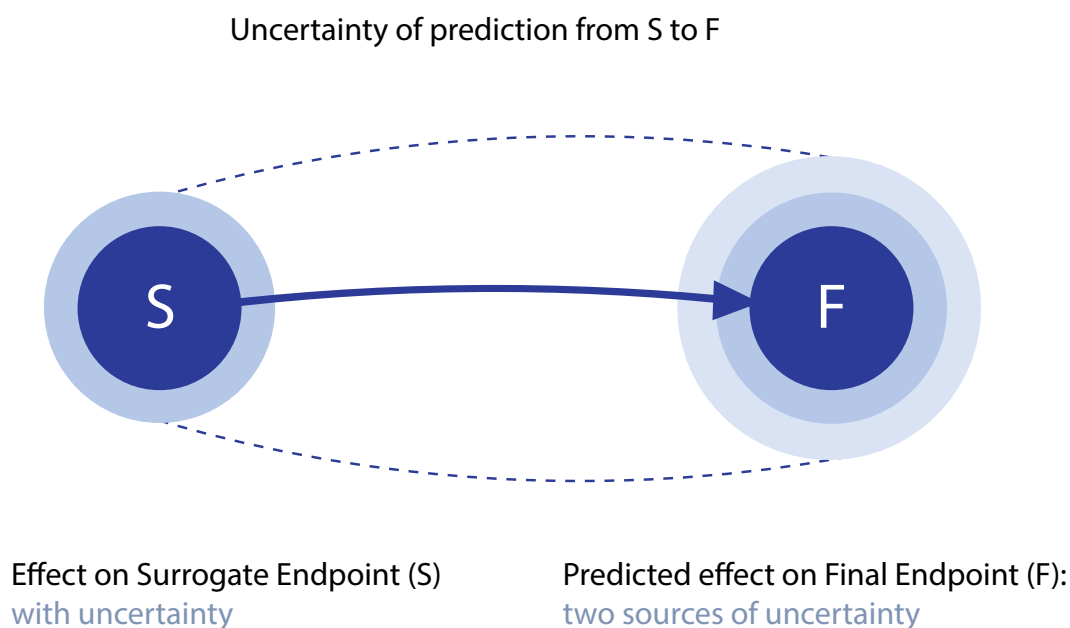 Uncertainty of prediction from S to F
S
F
Effect on Surrogate Endpoint (S)
with uncertainty
Predicted effect on Final Endpoint (F):
two sources of uncertainty